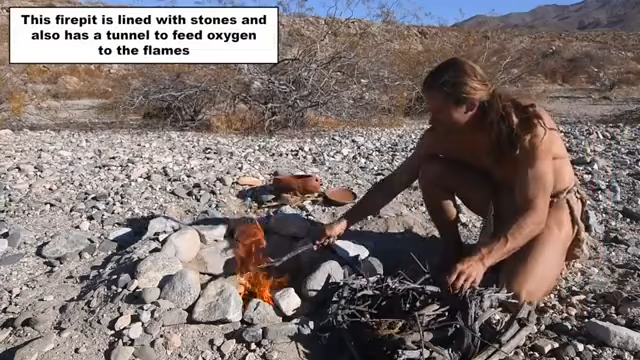 This firepit is lined with stones and
also has a tunnel to feed oxygen
to the flames